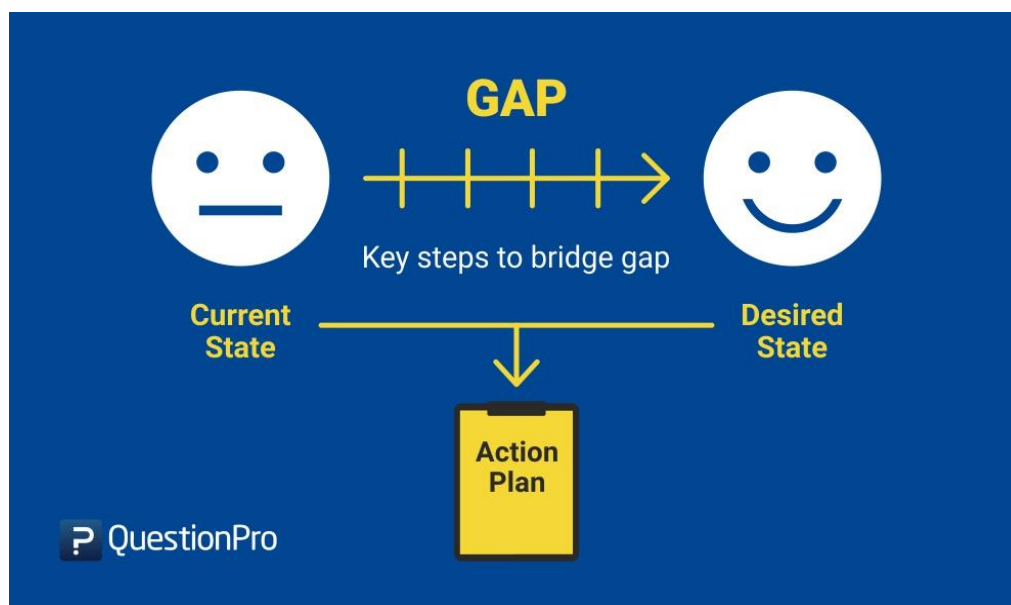 GAP
Key steps to bridge gap
Current
State
Desired
State
Action
Plan
QuestionPro